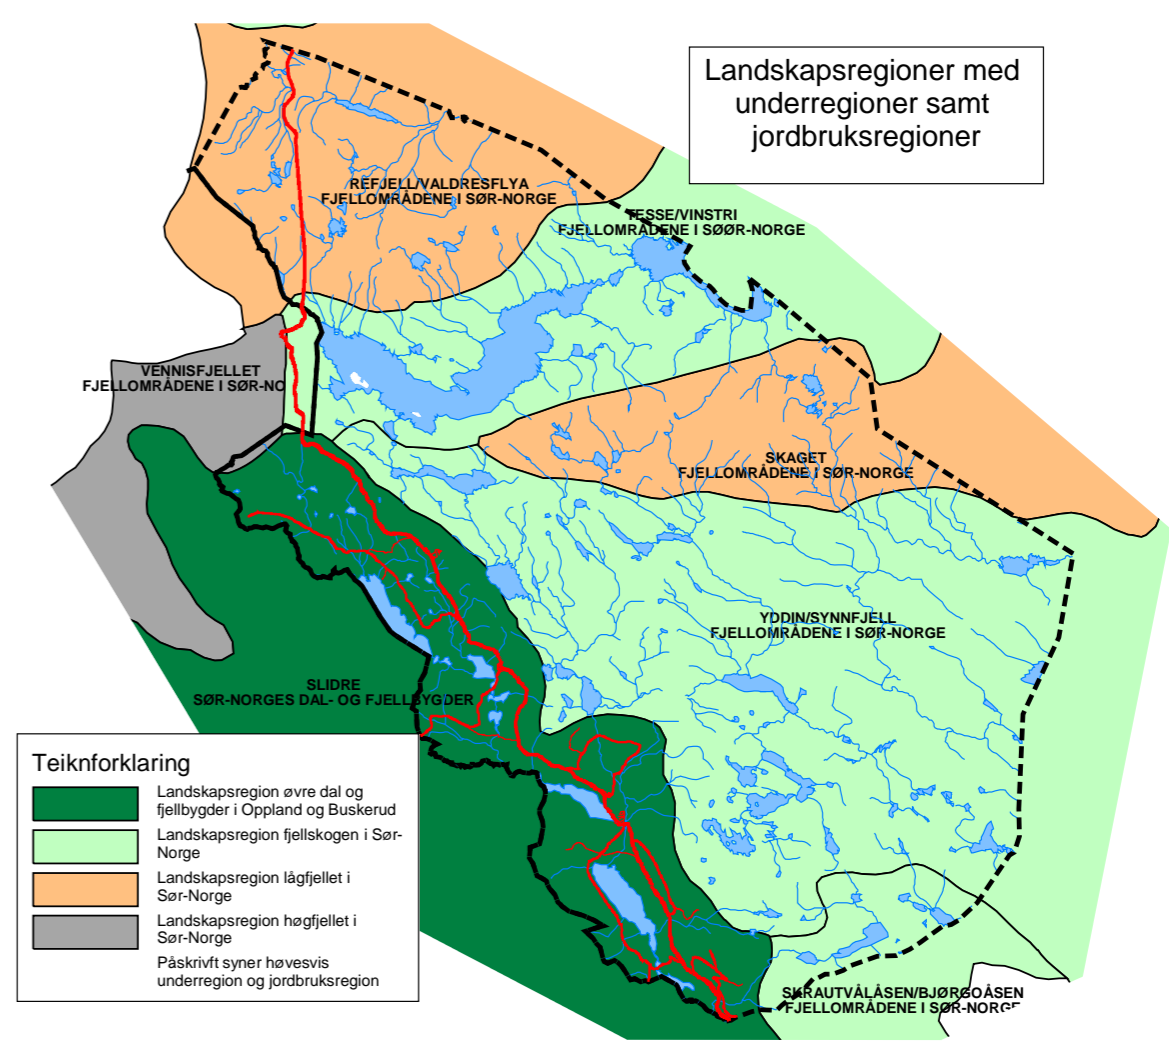 Landskapsregioner med
underregioner samt
jordbruksregioner
REFJELL/VALDRESFLYA
FJELLOMRÅDENE I SØR-NORGE
TESSE/VINSTRI
FJELLOMRÅDENE I SØØR-NORGE
VENNISFJELLET
FJELLOMRÅDENE I SØR-NO
SKAGET
FJELLOMRÅDENE I SØR-NORGE
YDDIN/SYNNFJELL
FJELLOMRÅDENE I SØR-NORGE
SLIDRE
SØR-NORGES DAL- OG FJELLBYGDER
Teiknforklaring
Landskapsregion øvre dal og
fjellbygder i Oppland og Buskerud
Landskapsregion fjellskogen i Sør-
Norge
Landskapsregion lågfjellet i
Sør-Norge
Landskapsregion høgfjellet i
Sør-Norge
Påskrivft syner høvesvis
underregion og jordbruksregion
SKRAUTVÅLÅSEN/BJØRGOÅSEN
FJELLOMRÅDENE I SØR-NORGE